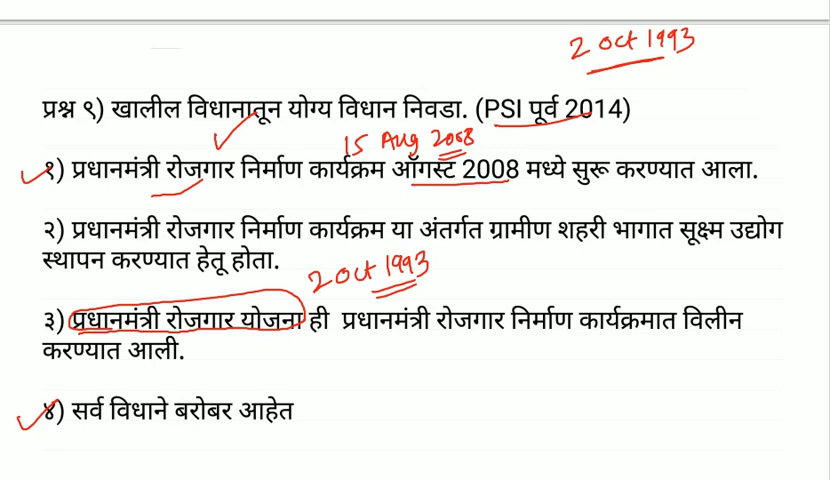 2 Oct 1993
प्रश्न ९) खालील विधानातून योग्य विधान निवडा. (PSI पूर्व 2014)
15 Aug 2008
१) प्रधानमंत्री रोजगार निर्माण कार्यक्रम ऑगस्ट 2008 मध्ये सुरू करण्यात आला.
२) प्रधानमंत्री रोजगार निर्माण कार्यक्रम या अंतर्गत ग्रामीण शहरी भागात सूक्ष्म उद्योग
स्थापन करण्यात हेतू होता.
2 Oct 1993
३) प्रधानमंत्री रोजगार योजना ही प्रधानमंत्री रोजगार निर्माण कार्यक्रमात विलीन
करण्यात आली.
४) सर्व विधाने बरोबर आहेत